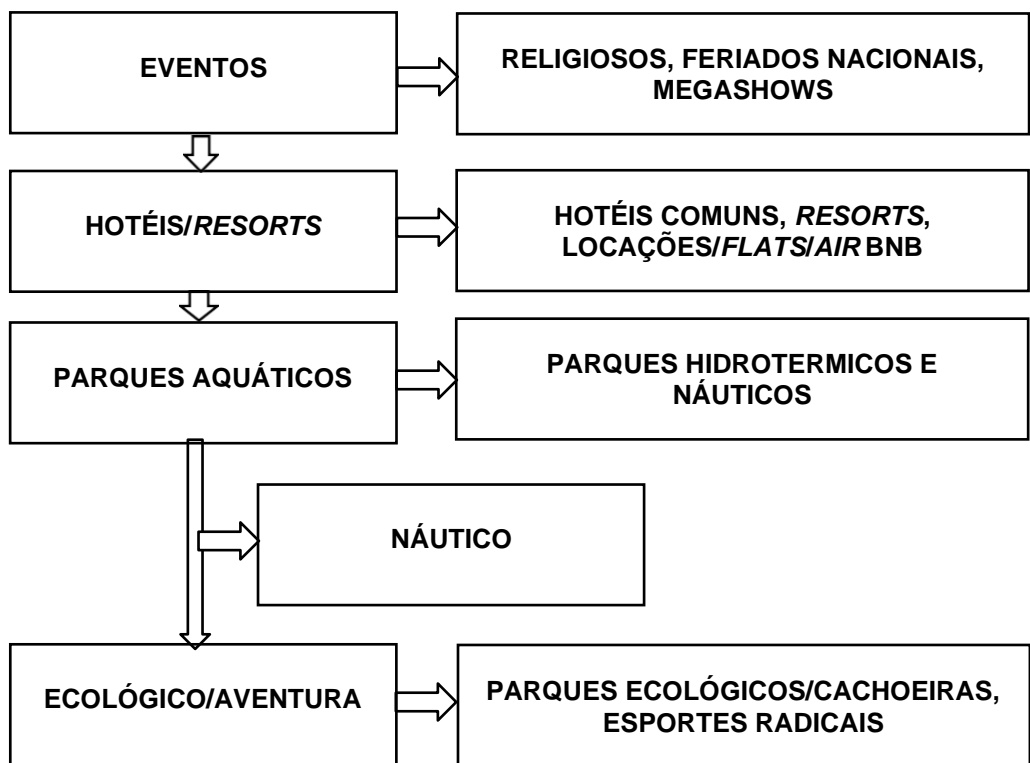 EVENTOS
RELIGIOSOS, FERIADOS NACIONAIS,
MEGASHOWS
HOTÉIS/RESORTS
HOTÉIS COMUNS, RESORTS,
LOCAÇÕES/FLATS/AIR BNB
PARQUES AQUÁTICOS
PARQUES HIDROTERMICOS E
NÁUTICOS
NÁUTICO
ECOLÓGICO/AVENTURA
PARQUES ECOLÓGICOS/CACHOEIRAS,
ESPORTES RADICAIS